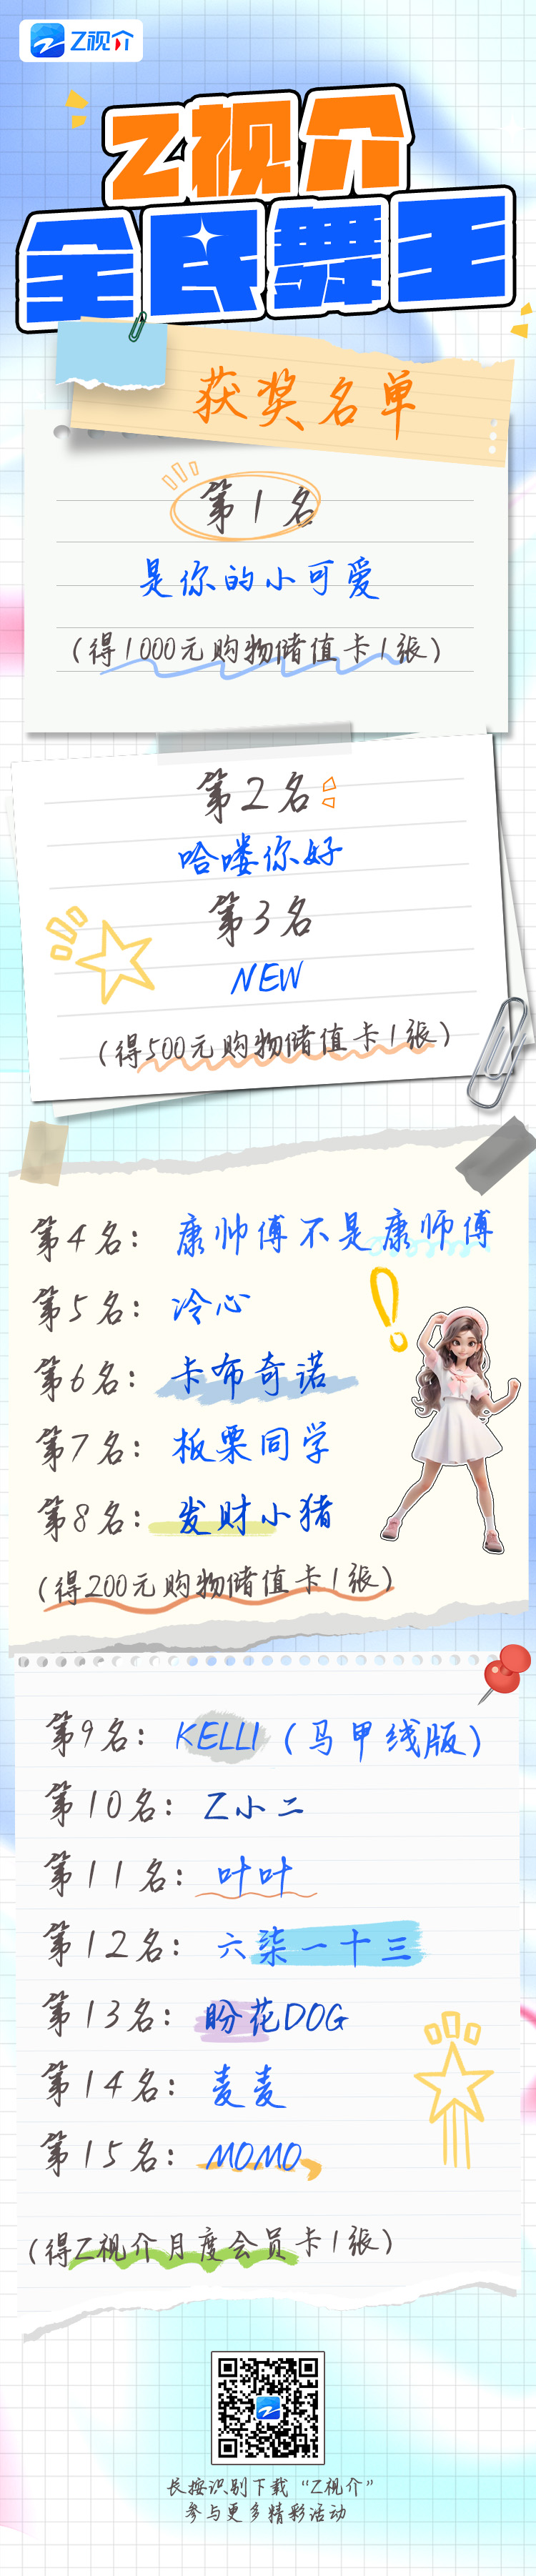 Z视介
Z视介
全民舞王
获奖名单
第1名
是你的小可爱
(得1000元购物储值卡1张)
第2名
哈喽你好
第3名
NEW
(得500元购物储值卡1张)
第4名: 康帅傅不是康师傅
第5名: 冷心
第6名: 卡布奇诺
第7名: 板栗同学
第8名: 发财小猪
(得200元购物储值卡1张)
第9名: KELLI (马甲线版)
第10名: Z小二
第11名: 叶叶
第12名: 六柒一十三
第13名: 盼花DOG
第14名: 麦麦
第15名: MOMO
(得Z视介月度会员卡1张)
长按识别下载“Z视介”
参与更多精彩活动